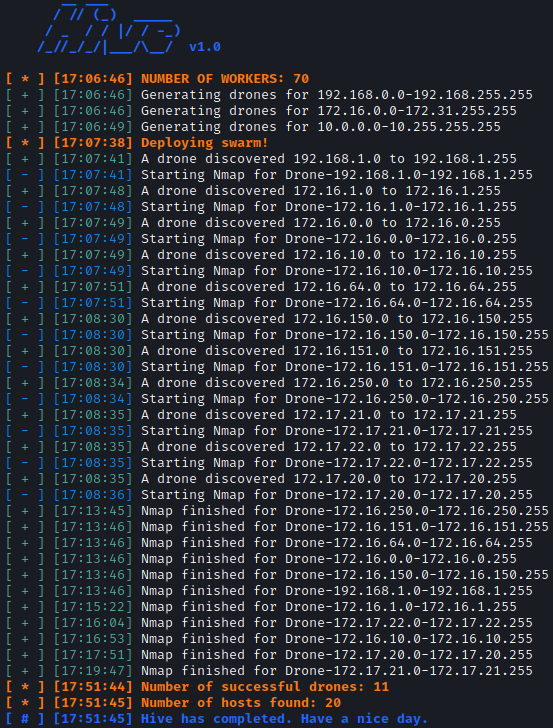 v1.0
[ * ] [17:06:46] NUMBER OF WORKERS: 70
[ + ] [17:06:46] Generating drones for 192.168.0.0-192.168.255.255
[ + ] [17:06:46] Generating drones for 172.16.0.0-172.31.255.255
[ + ] [17:06:49] Generating drones for 10.0.0.0-10.255.255.255
[ * ] [17:07:38] Deploying swarm!
[ + ] [17:07:41] A drone discovered 192.168.1.0 to 192.168.1.255
[ - ] [17:07:41] Starting Nmap for Drone-192.168.1.0-192.168.1.255
[ + ] [17:07:48] A drone discovered 172.16.1.0 to 172.16.1.255
[ - ] [17:07:48] Starting Nmap for Drone-172.16.1.0-172.16.1.255
[ + ] [17:07:49] A drone discovered 172.16.0.0 to 172.16.0.255
[ - ] [17:07:49] Starting Nmap for Drone-172.16.0.0-172.16.0.255
[ + ] [17:07:49] A drone discovered 172.16.10.0 to 172.16.10.255
[ - ] [17:07:49] Starting Nmap for Drone-172.16.10.0-172.16.10.255
[ + ] [17:07:51] A drone discovered 172.16.64.0 to 172.16.64.255
[ - ] [17:07:51] Starting Nmap for Drone-172.16.64.0-172.16.64.255
[ + ] [17:08:30] A drone discovered 172.16.150.0 to 172.16.150.255
[ - ] [17:08:30] Starting Nmap for Drone-172.16.150.0-172.16.150.255
[ + ] [17:08:30] A drone discovered 172.16.151.0 to 172.16.151.255
[ - ] [17:08:30] Starting Nmap for Drone-172.16.151.0-172.16.151.255
[ + ] [17:08:34] A drone discovered 172.16.250.0 to 172.16.250.255
[ - ] [17:08:34] Starting Nmap for Drone-172.16.250.0-172.16.250.255
[ + ] [17:08:35] A drone discovered 172.17.21.0 to 172.17.21.255
[ - ] [17:08:35] Starting Nmap for Drone-172.17.21.0-172.17.21.255
[ + ] [17:08:35] A drone discovered 172.17.22.0 to 172.17.22.255
[ - ] [17:08:35] Starting Nmap for Drone-172.17.22.0-172.17.22.255
[ + ] [17:08:35] A drone discovered 172.17.20.0 to 172.17.20.255
[ - ] [17:08:36] Starting Nmap for Drone-172.17.20.0-172.17.20.255
[ + ] [17:13:45] Nmap finished for Drone-172.16.250.0-172.16.250.255
[ + ] [17:13:46] Nmap finished for Drone-172.16.151.0-172.16.151.255
[ + ] [17:13:46] Nmap finished for Drone-172.16.64.0-172.16.64.255
[ + ] [17:13:46] Nmap finished for Drone-172.16.0.0-172.16.0.255
[ + ] [17:13:46] Nmap finished for Drone-172.16.150.0-172.16.150.255
[ + ] [17:13:46] Nmap finished for Drone-192.168.1.0-192.168.1.255
[ + ] [17:15:22] Nmap finished for Drone-172.16.1.0-172.16.1.255
[ + ] [17:16:04] Nmap finished for Drone-172.17.22.0-172.17.22.255
[ + ] [17:16:53] Nmap finished for Drone-172.16.10.0-172.16.10.255
[ + ] [17:17:51] Nmap finished for Drone-172.17.20.0-172.17.20.255
[ + ] [17:19:47] Nmap finished for Drone-172.17.21.0-172.17.21.255
[ * ] [17:51:44] Number of successful drones: 11
[ * ] [17:51:45] Number of hosts found: 20
[ # ] [17:51:45] Hive has completed. Have a nice day.